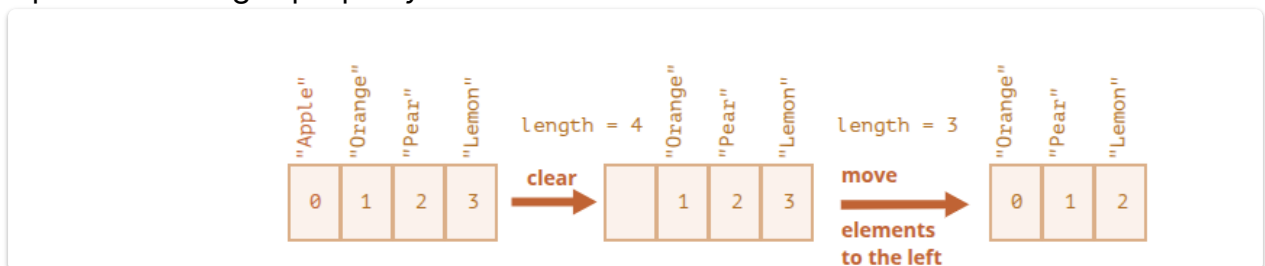 "Apple" "Orange" "Pear" "Lemon"
length = 4
"Orange" "Pear" "Lemon"
length = 3
"Orange" "Pear" "Lemon"
0 1 2 3
clear
1 2 3
move
elements
to the left
0 1 2